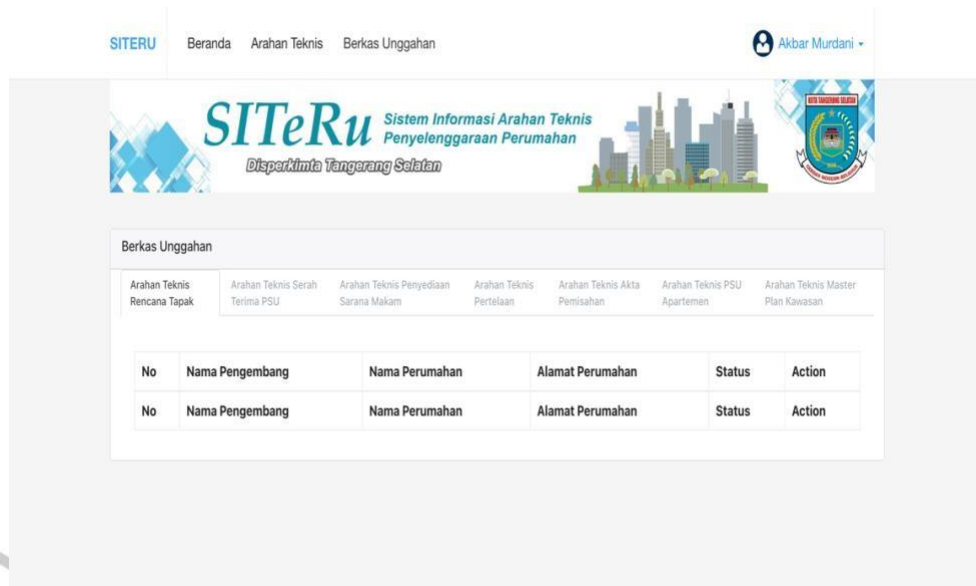 SITERU Beranda Arahan Teknis Berkas Unggahan Akbar Murdani
SITeRu Sistem Informasi Arahan Teknis
Penyelenggaraan Perumahan
Disperkimta Tangerang Selatan
KOTA TANGERANG SELATAN
Berkas Unggahan
Arahan Teknis Rencana Tapak
Arahan Teknis Serah Terima PSU
Arahan Teknis Penyediaan Sarana Makam
Arahan Teknis Pertelaan
Arahan Teknis Akta Pemisahan
Arahan Teknis PSU Apartemen
Arahan Teknis Master Plan Kawasan
No Nama Pengembang Nama Perumahan Alamat Perumahan Status Action
No Nama Pengembang Nama Perumahan Alamat Perumahan Status Action